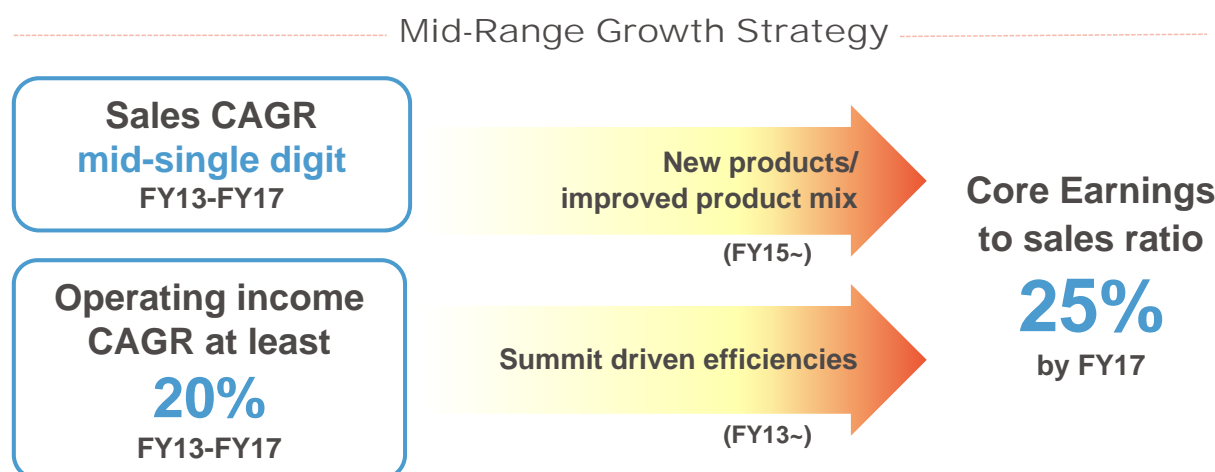 Mid-Range Growth Strategy
Sales CAGR
mid-single digit
FY13-FY17
New products/
improved product mix
(FY15~)
Operating income
CAGR at least
20%
FY13-FY17
Summit driven efficiencies
(FY13~)
Core Earnings
to sales ratio
25%
by FY17